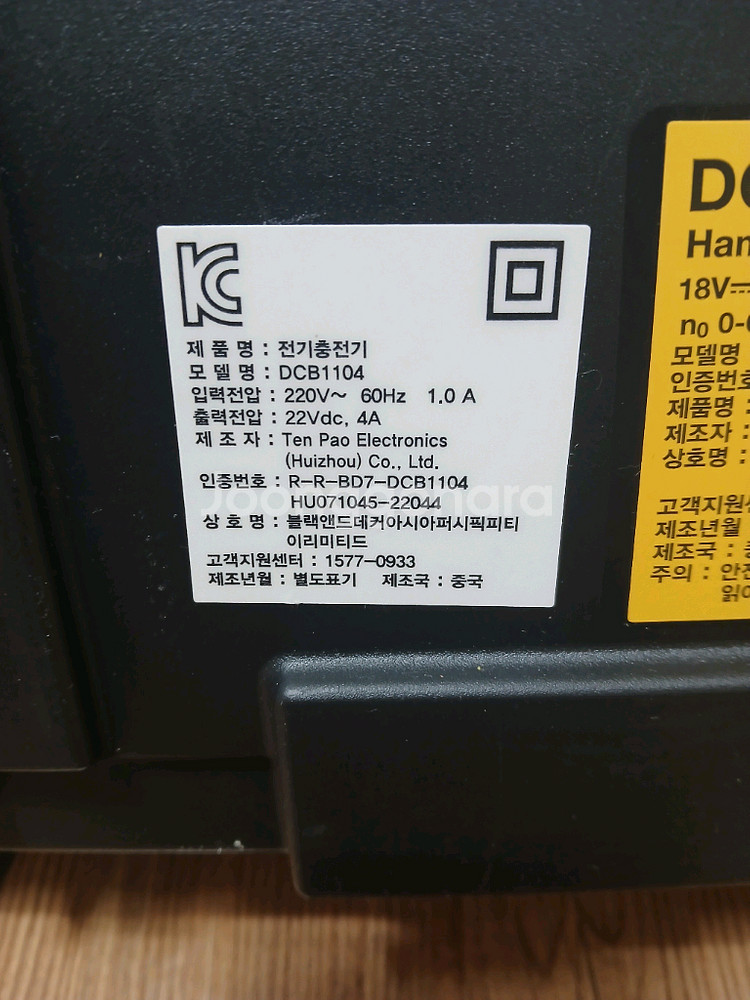 KC
제 품 명 : 전기충전기
모 델 명 : DCB1104
입력전압 : 220V~ 60Hz 1.0 A
출력전압 : 22Vdc, 4A
제 조 자 : Ten Pao Electronics
(Huizhou) Co., Ltd.
인증번호 : R-R-BD7-DCB1104
HU071045-22044
상 호 명 : 블랙앤드데커아시아퍼시픽피티
이리미티드
고객지원센터 : 1577-0933
제조년월 : 별도표기 제조국 : 중국
18V
n₀ 0-
모델명
인증번호
제품명 :
제조자 :
상호명 :
고객지원
제조년월
제조국 :
주의 :